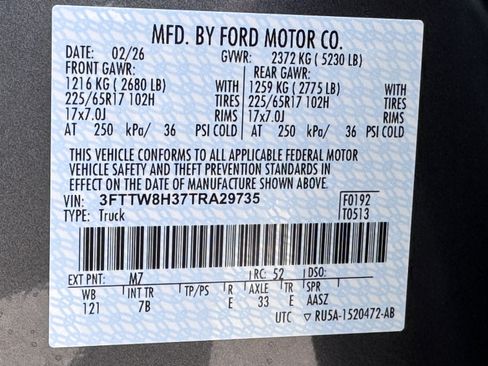 MFD. BY FORD MOTOR CO.
DATE: 02/26 GVWR: 2372 KG ( 5230 LB)
FRONT GAWR: REAR GAWR:
1216 KG ( 2680 LB) WITH 1259 KG ( 2775 LB) WITH
225/65R17 102H TIRES 225/65R17 102H TIRES
17x7.0J RIMS 17x7.0J RIMS
AT 250 kPa/ 36 PSI COLD AT 250 kPa/ 36 PSI COLD
THIS VEHICLE CONFORMS TO ALL APPLICABLE FEDERAL MOTOR
VEHICLE SAFETY AND THEFT PREVENTION STANDARDS IN
EFFECT ON THE DATE OF MANUFACTURE SHOWN ABOVE.
VIN: 3FTTW8H37TRA29735 F0192
TYPE: Truck T0513
EXT PNT: M7 RC: 52 DSO:
WB INT TR TP/PS R AXLE TR SPR
121 7B E 33 E AASZ
UTC RU5A-1520472-AB